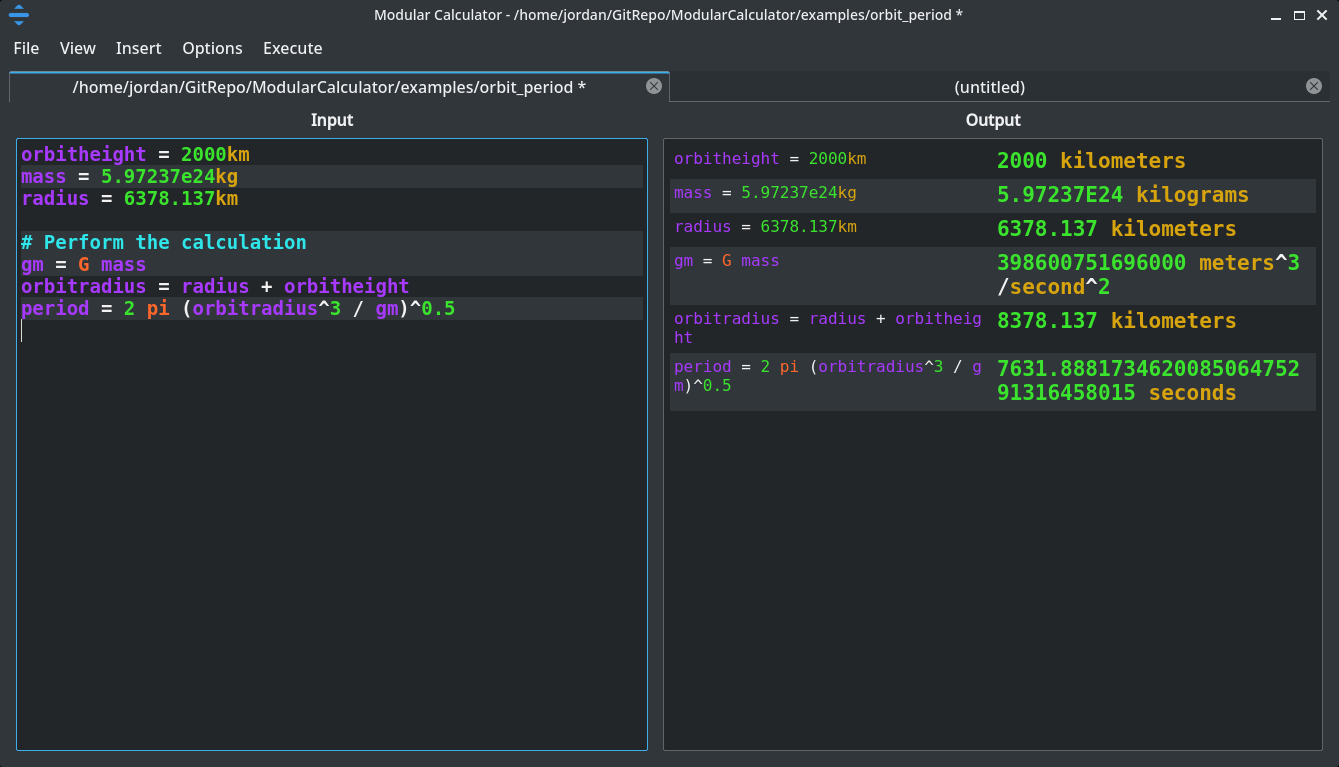 Modular Calculator - /home/jordan/GitRepo/ModularCalculator/examples/orbit_period *
File View Insert Options Execute
/home/jordan/GitRepo/ModularCalculator/examples/orbit_period *
(untitled)
Input
orbitheight = 2000km
mass = 5.97237e24kg
radius = 6378.137km
# Perform the calculation
gm = G mass
orbitradius = radius + orbitheight
period = 2 pi (orbitradius^3 / gm)^0.5
Output
orbitheight = 2000km
2000 kilometers
mass = 5.97237e24kg
5.97237E24 kilograms
radius = 6378.137km
6378.137 kilometers
gm = G mass
398600751696000 meters^3
/second^2
orbitradius = radius + orbitheig
ht
8378.137 kilometers
period = 2 pi (orbitradius^3 / g
m)^0.5
7631.8881734620085064752
91316458015 seconds